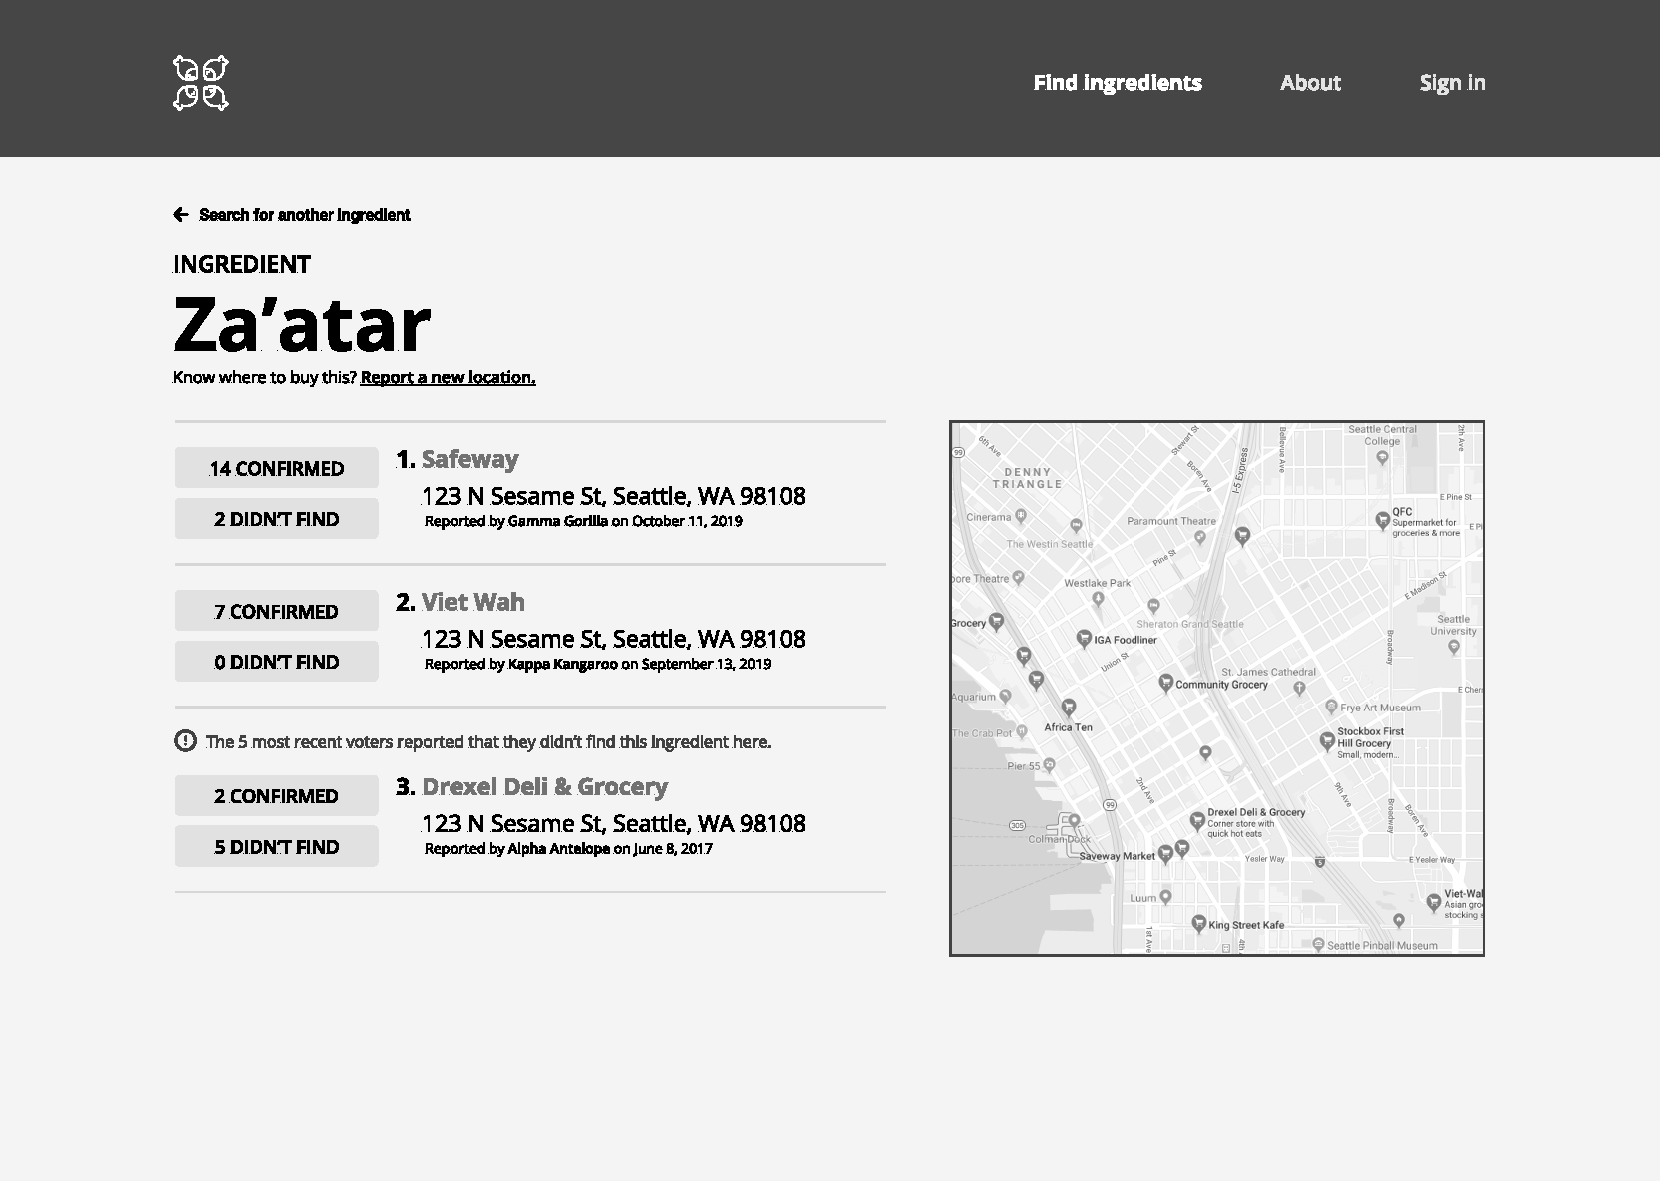 Find ingredients
About
Sign in
Search for another ingredient
INGREDIENT
Za’atar
Know where to buy this? Report a new location.
14 CONFIRMED
2 DIDN’T FIND
1. Safeway
123 N Sesame St, Seattle, WA 98108
Reported by Gamma Gorilla on October 11, 2019
7 CONFIRMED
0 DIDN’T FIND
2. Viet Wah
123 N Sesame St, Seattle, WA 98108
Reported by Kappa Kangaroo on September 13, 2019
The 5 most recent voters reported that they didn’t find this ingredient here.
2 CONFIRMED
5 DIDN’T FIND
3. Drexel Deli & Grocery
123 N Sesame St, Seattle, WA 98108
Reported by Alpha Antelope on June 8, 2017
6th Ave
Stewart St
Bellevue Ave
Seattle Central
College
2th Ave
99
DENNY
TRIANGLE
Boren Ave
I-5 Express
E Pine St
Cinerama
Paramount Theatre
QFC
Supermarket for
groceries & more
E Pi
The Westin Seattle
Pine St
ore Theatre
Westlake Park
E Madison St
Grocery
Sheraton Grand Seattle
Seattle
University
IGA Foodliner
Broadway
Union St
St. James Cathedral
Community Grocery
E Cherr
Aquarium
Frye Art Museum
Africa Ten
The Crab Pot
Stockbox First
Hill Grocery
Small, modern...
Pier 55
2nd Ave
9th Ave
99
Broadway
Boren Ave
Drexel Deli & Grocery
Corner store with
quick hot eats
305
Colman Dock
Saveway Market
Yesler Way
5
E Yesler Way
Luum
Viet-Wal
Asian gro
stocking s
King Street Kafe
1st Ave
4th A
Seattle Pinball Museum